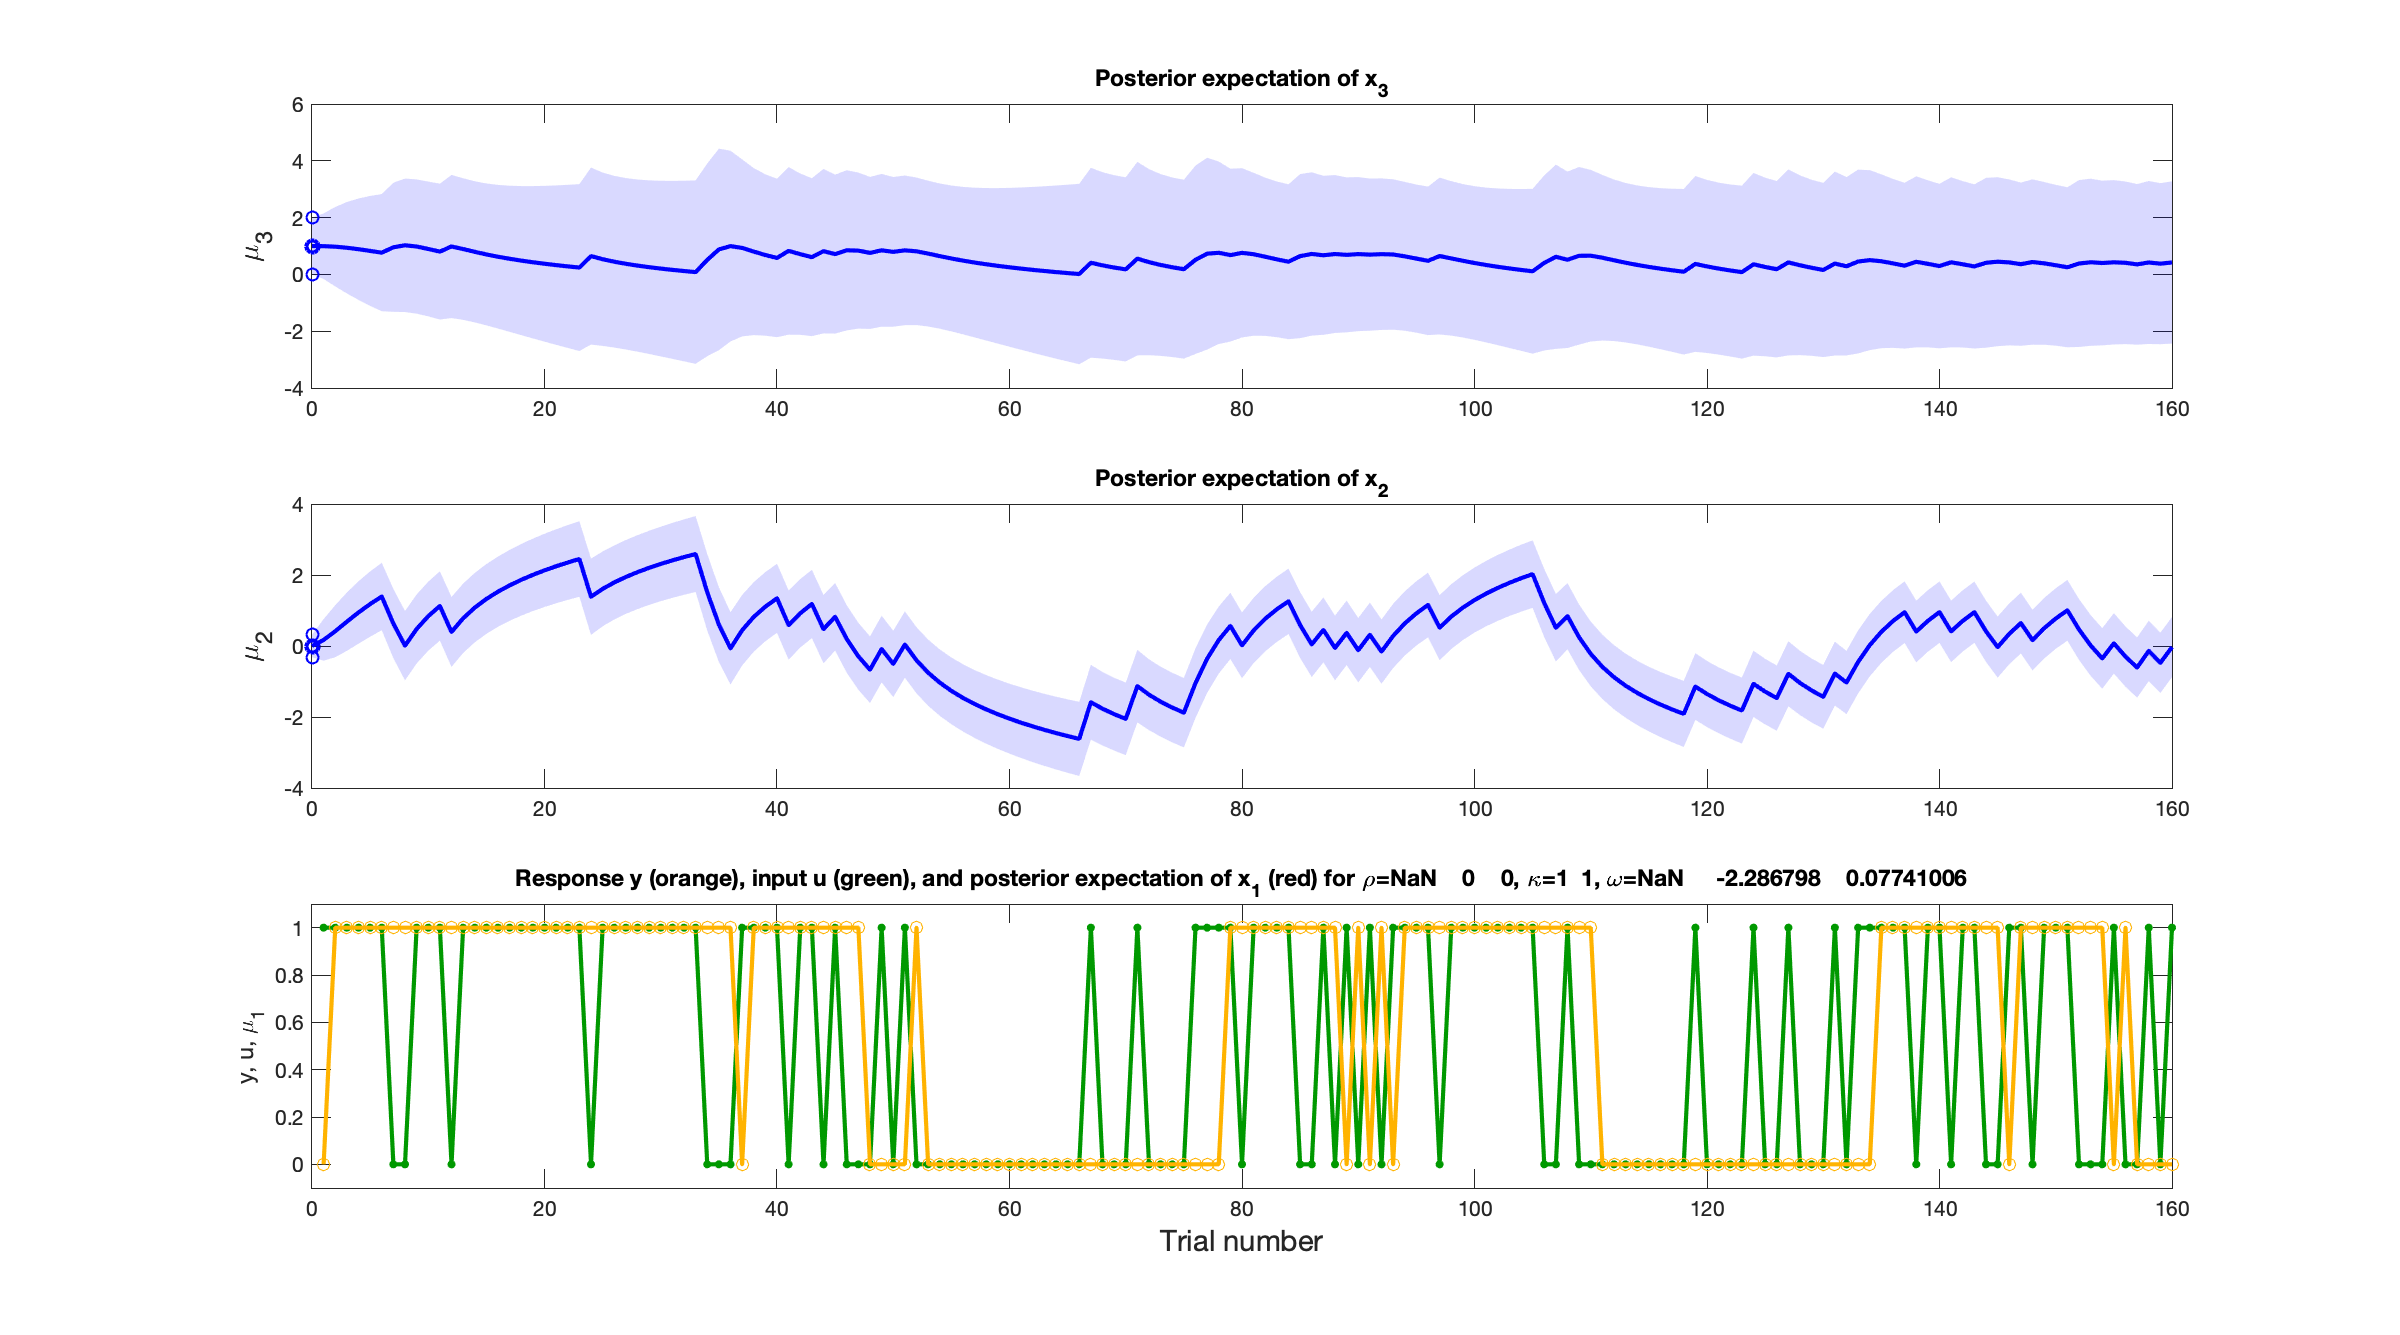 Posterior expectation of x3
6
4
2
0
-2
-4
μ3
0 20 40 60 80 100 120 140 160
Posterior expectation of x2
4
2
0
-2
-4
μ2
0 20 40 60 80 100 120 140 160
Response y (orange), input u (green), and posterior expectation of x1 (red) for ρ=NaN 0 0, κ=1 1, ω=NaN -2.286798 0.07741006
1
0.8
0.6
0.4
0.2
0
y, u, μ1
0 20 40 60 80 100 120 140 160
Trial number